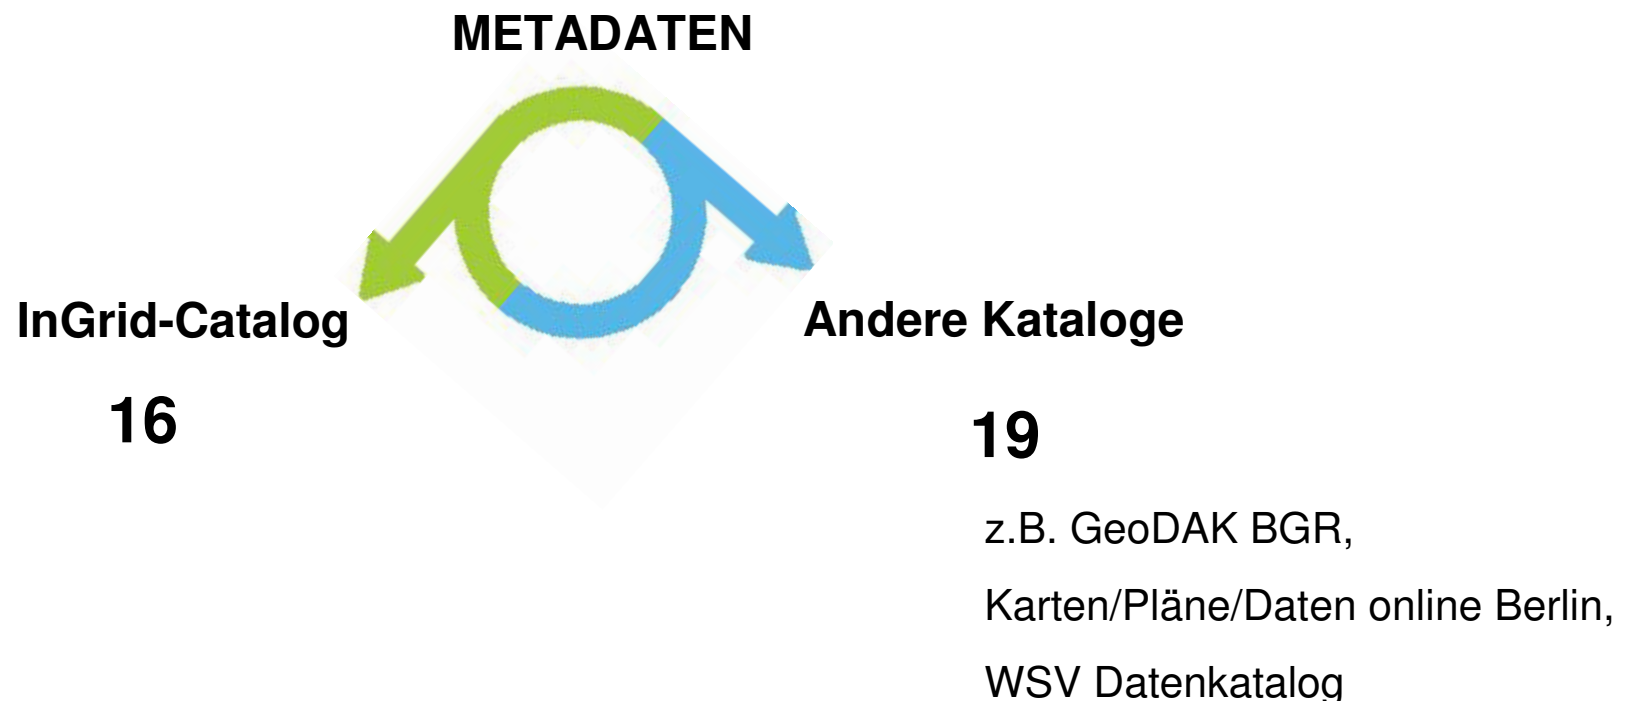 METADATEN
InGrid-Catalog
Andere Kataloge
16
19
z.B. GeoDAK BGR,
Karten/Pläne/Daten online Berlin,
WSV Datenkatalog